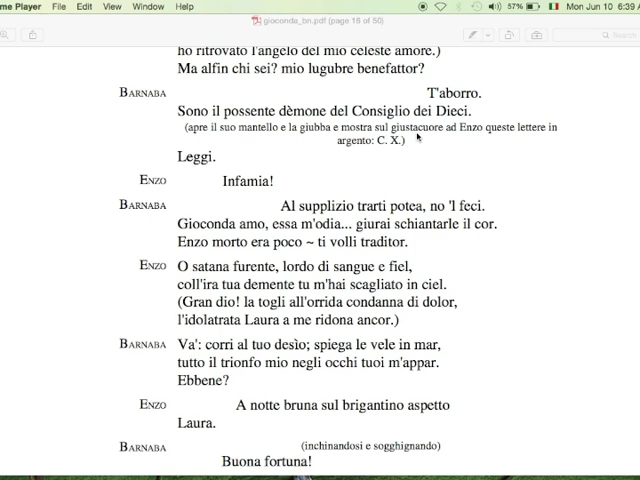 me Player File Edit View Window Help 57% Mon Jun 10 6:39
gioconda_bn.pdf (page 16 of 50)
Search
ho ritrovato l'angelo del mio celeste amore.)
Ma alfin chi sei? mio lugubre benefattor?
BARNABA T'aborro.
Sono il possente dèmone del Consiglio dei Dieci.
(apre il suo mantello e la giubba e mostra sul giustacuore ad Enzo queste lettere in
argento: C. X.)
Leggi.
ENZO Infamia!
BARNABA Al supplizio trarti potea, no 'l feci.
Gioconda amo, essa m'odia... giurai schiantarle il cor.
Enzo morto era poco ~ ti volli traditor.
ENZO O satana furente, lordo di sangue e fiel,
coll'ira tua demente tu m'hai scagliato in ciel.
(Gran dio! la togli all'orrida condanna di dolor,
l'idolatrata Laura a me ridona ancor.)
BARNABA Va': corri al tuo desìo; spiega le vele in mar,
tutto il trionfo mio negli occhi tuoi m'appar.
Ebbene?
ENZO A notte bruna sul brigantino aspetto
Laura.
BARNABA (inchinandosi e sogghignando)
Buona fortuna!